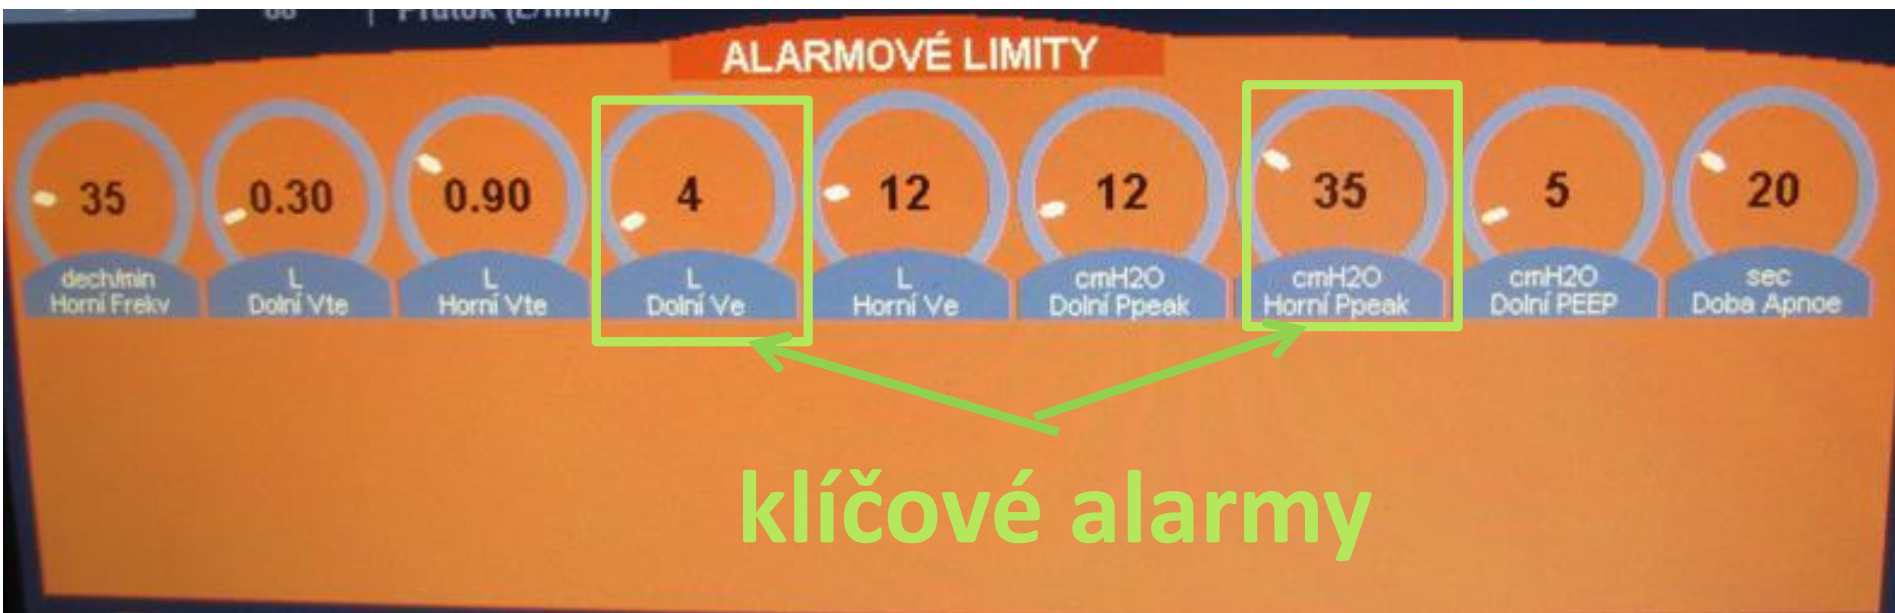 Průtok (L/min)
ALARMOVÉ LIMITY
35
dech/min
Horní Frekv
0.30
L
Dolní Vte
0.90
L
Horní Vte
4
L
Dolní Ve
12
L
Horní Ve
12
cmH2O
Dolní Ppeak
35
cmH2O
Horní Ppeak
5
cmH2O
Dolní PEEP
20
sec
Doba Apnoe
klíčové alarmy